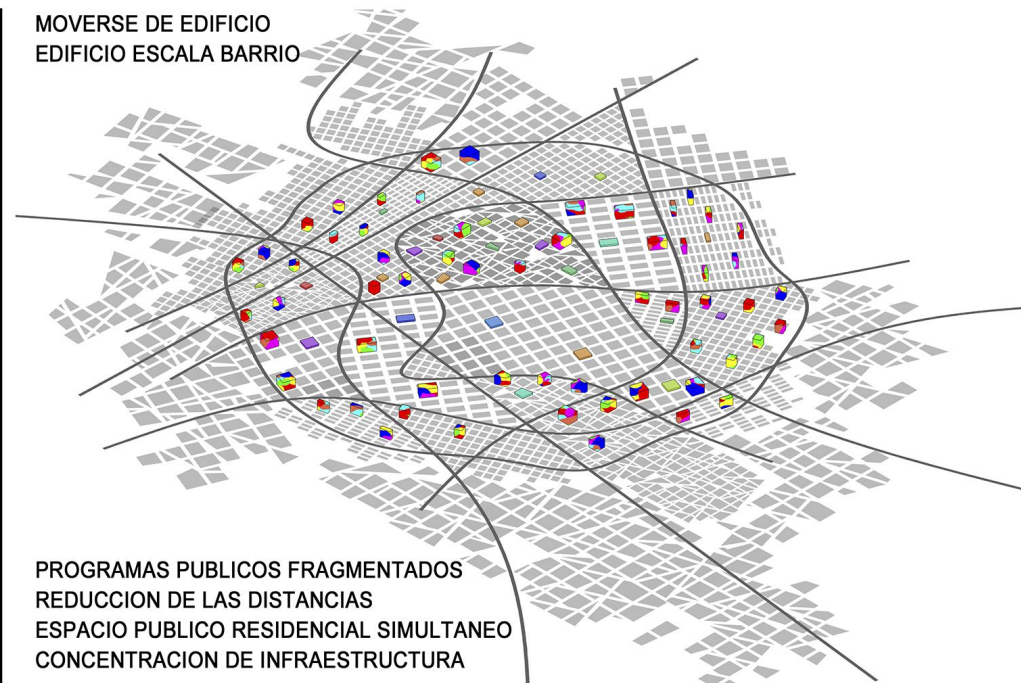 MOVERSE DE EDIFICIO
EDIFICIO ESCALA BARRIO
PROGRAMAS PUBLICOS FRAGMENTADOS
REDUCCION DE LAS DISTANCIAS
ESPACIO PUBLICO RESIDENCIAL SIMULTANEO
CONCENTRACION DE INFRAESTRUCTURA